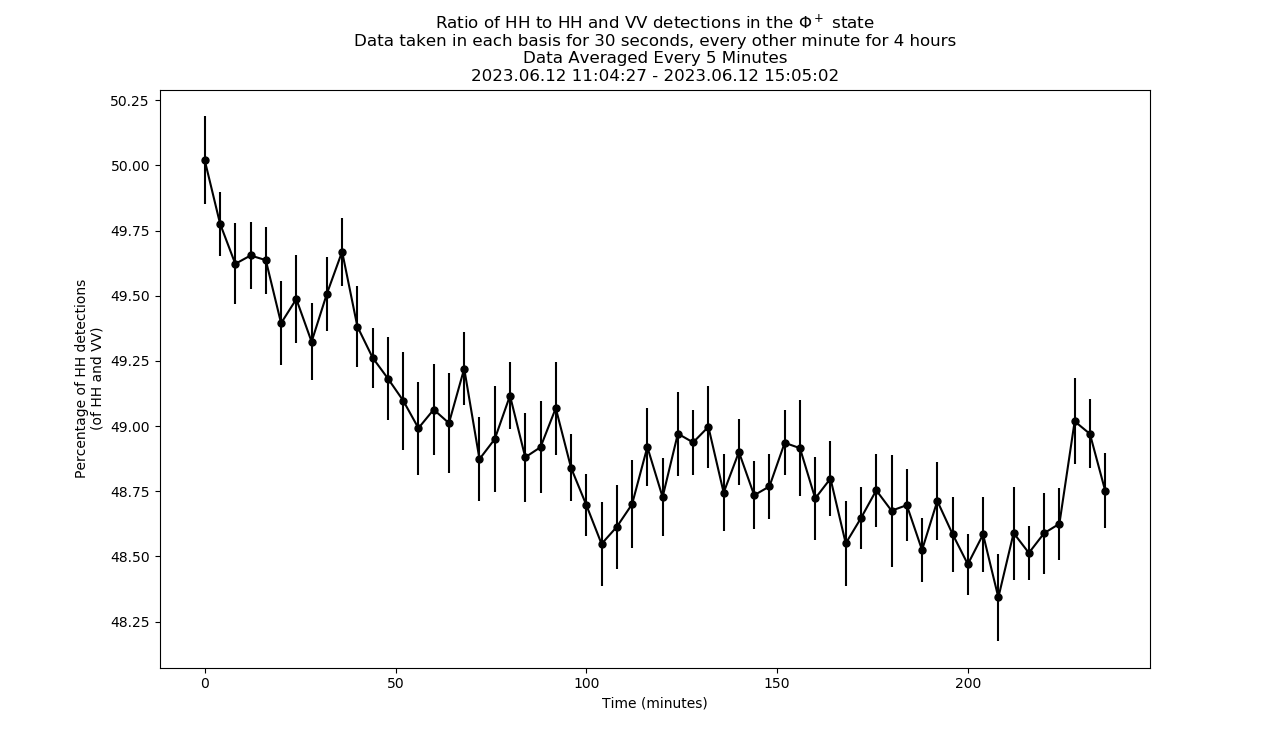 Ratio of HH to HH and VV detections in the Φ⁺ state
Data taken in each basis for 30 seconds, every other minute for 4 hours
Data Averaged Every 5 Minutes
2023.06.12 11:04:27 - 2023.06.12 15:05:02
50.25
50.00
49.75
49.50
49.25
49.00
48.75
48.50
48.25
Percentage of HH detections
(of HH and VV)
0 50 100 150 200
Time (minutes)